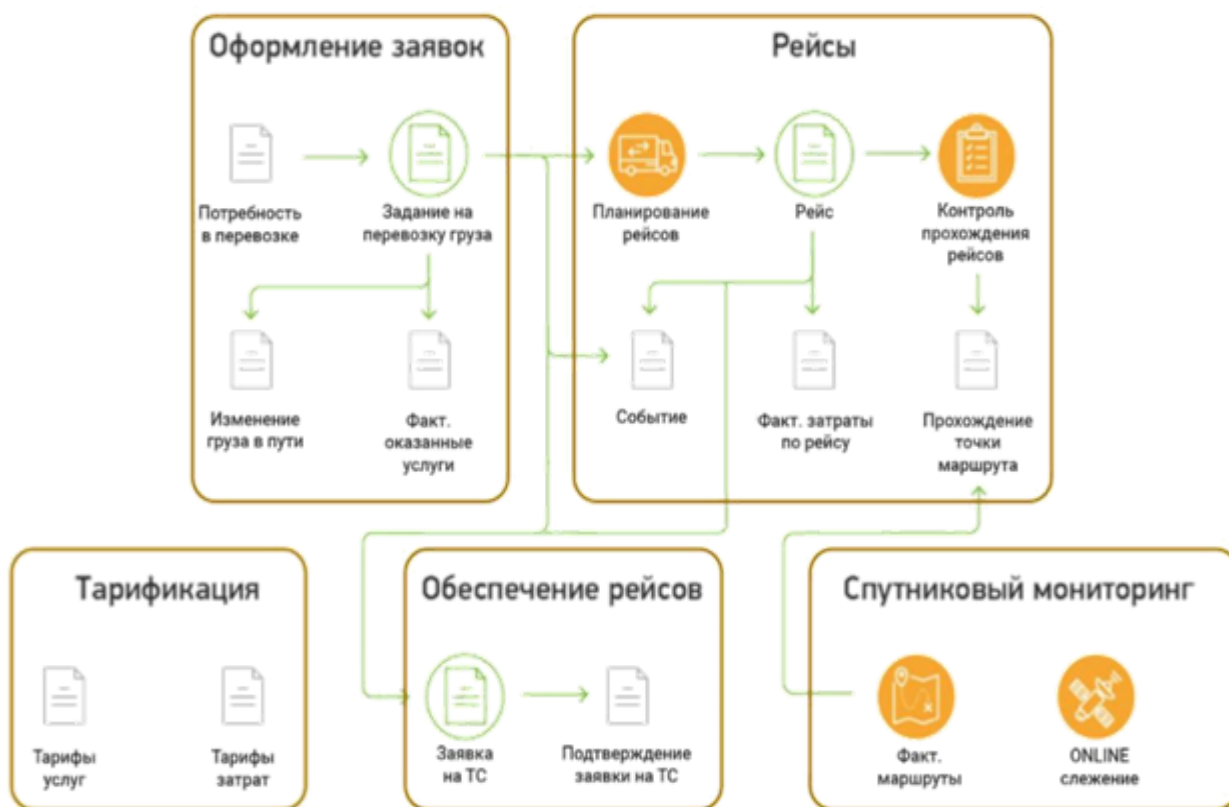 Оформление заявок
Потребность
в перевозке
Задание на
перевозку груза
Изменение
груза в пути
Факт.
оказанные
услуги
Рейсы
Планирование
рейсов
Рейс
Контроль
прохождения
рейсов
Событие
Факт. затраты
по рейсу
Прохождение
точки
маршрута
Тарификация
Тарифы
услуг
Тарифы
затрат
Обеспечение рейсов
Заявка
на ТС
Подтверждение
заявки на ТС
Спутниковый мониторинг
Факт.
маршруты
ONLINE
слежение